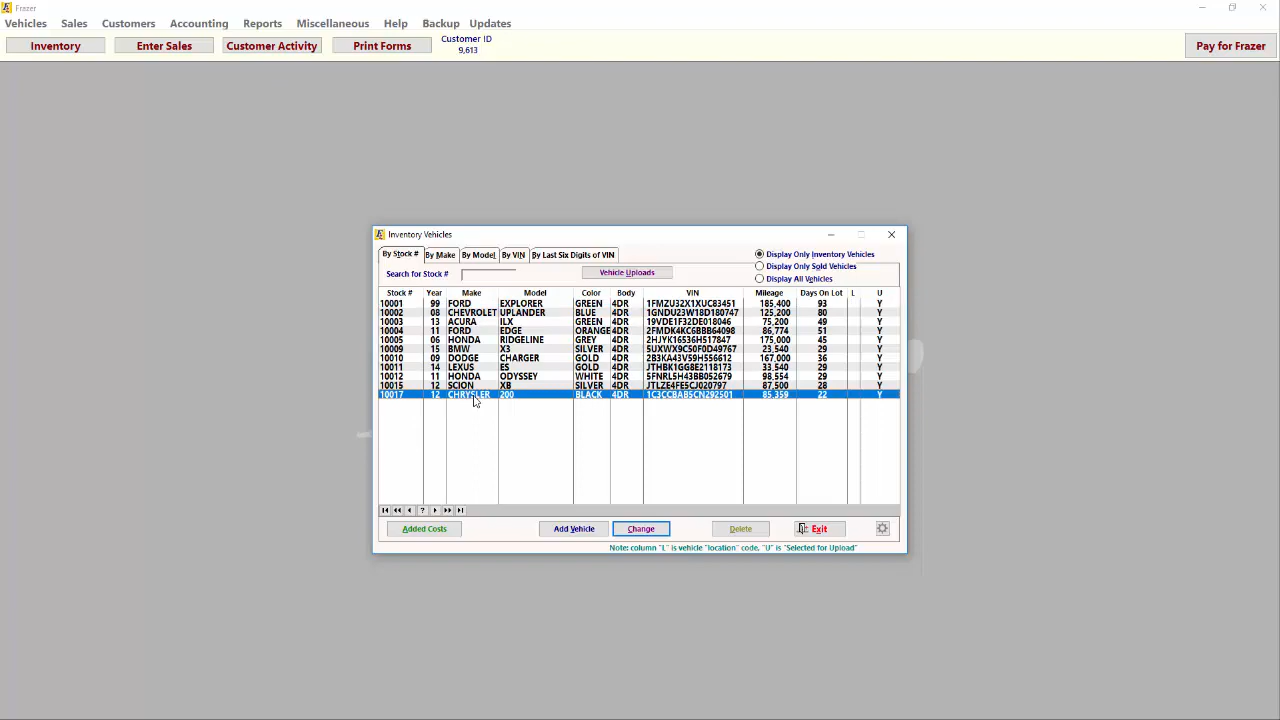 Frazer
Vehicles Sales Customers Accounting Reports Miscellaneous Help Backup Updates
Inventory Enter Sales Customer Activity Print Forms Customer ID 9,613 Pay for Frazer
Inventory Vehicles
By Stock # By Make By Model By VIN By Last Six Digits of VIN
Display Only Inventory Vehicles
Display Only Sold Vehicles
Display All Vehicles
Search for Stock # Vehicle Uploads
Stock # Year Make Model Color Body VIN Mileage Days On Lot L U
10001 99 FORD EXPLORER GREEN 4DR 1FMZU32X1XUC83451 185,400 93 Y
10002 08 CHEVROLET UPLANDER BLUE 4DR 1GNDU23W18D180747 125,200 80 Y
10003 13 ACURA ILX GREEN 4DR 19VDE1F32DE018046 75,200 49 Y
10004 11 FORD EDGE ORANGE 4DR 2FMDK4KC6BBB64098 86,774 51 Y
10005 06 HONDA RIDGELINE GREY 4DR 2HJYK16536H517847 175,000 45 Y
10009 15 BMW X3 SILVER 4DR 5UXWX9C50F0D49767 23,540 29 Y
10010 09 DODGE CHARGER GOLD 4DR 2B3KA43V59H556612 167,000 36 Y
10011 14 LEXUS ES GOLD 4DR JTHBK1GG8E2118173 33,540 29 Y
10012 11 HONDA ODYSSEY WHITE 4DR 5FNRL5H43BB052679 98,554 29 Y
10015 12 SCION XB SILVER 4DR JTLZE4FE5CJ020797 87,500 28 Y
10017 12 CHRYSLER 200 BLACK 4DR 1C3CCBAB5CN292501 85,359 22 Y
Added Costs Add Vehicle Change Delete Exit
Note: column "L" is vehicle "location" code, "U" is "Selected for Upload"